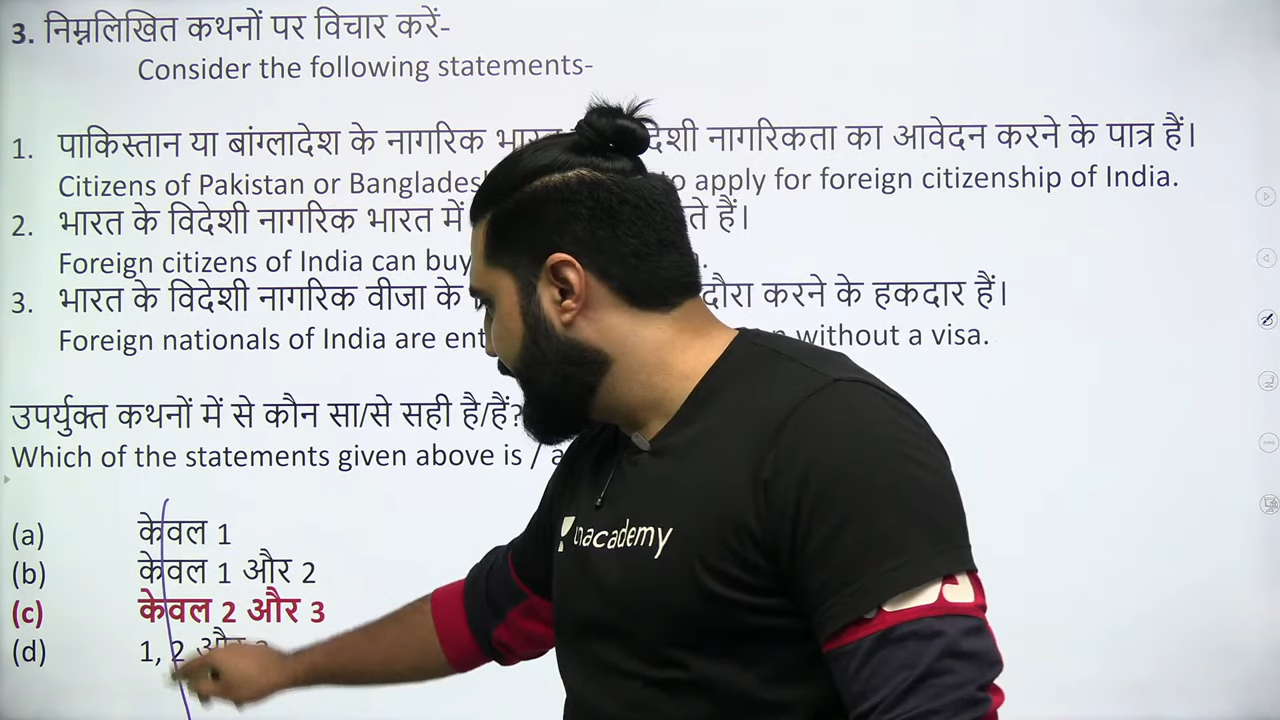 3. निम्नलिखित कथनों पर विचार करें-
Consider the following statements-
1. पाकिस्तान या बांग्लादेश के नागरिक नागरिकता का आवेदन करने के पात्र हैं।
Citizens of Pakistan or to apply for foreign citizenship of India.
2. भारत के विदेशी नागरिक भारत में हैं।
Foreign citizens of India can buy
3. भारत के विदेशी नागरिक वीजा के दौरा करने के हकदार हैं।
Foreign nationals of India are without a visa.
उपर्युक्त कथनों में से कौन सा/से सही है/हैं?
Which of the statements given above is /
(a) केवल 1
(b) केवल 1 और 2
(c) केवल 2 और 3
(d) 1, 2 और
unacademy